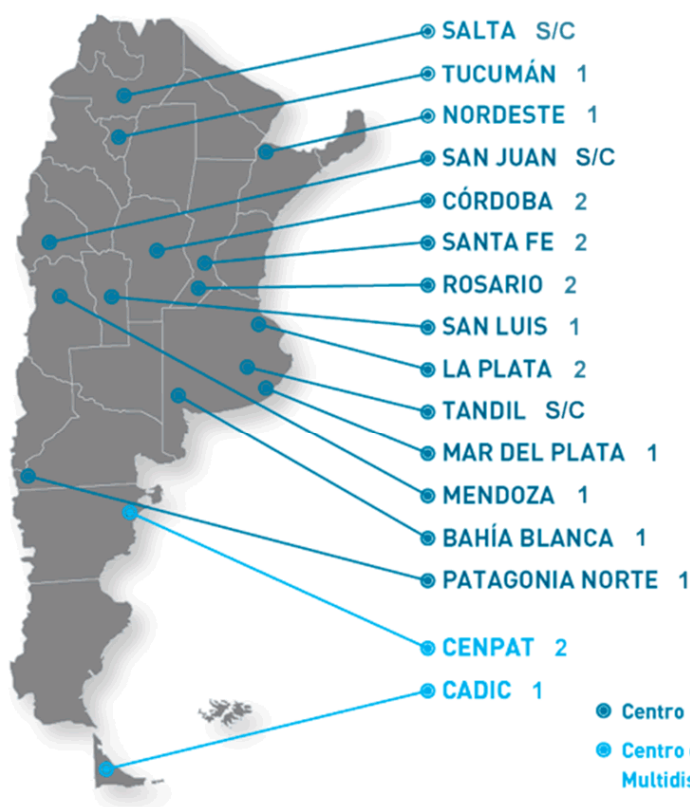 SALTA S/C
TUCUMÁN 1
NORDESTE 1
SAN JUAN S/C
CÓRDOBA 2
SANTA FE 2
ROSARIO 2
SAN LUIS 1
LA PLATA 2
TANDIL S/C
MAR DEL PLATA 1
MENDOZA 1
BAHÍA BLANCA 1
PATAGONIA NORTE 1
CENPAT 2
CADIC 1
Centro
Centro